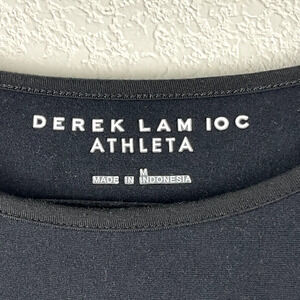 DEREK LAM 10C
ATHLETA
M
MADE IN INDONESIA